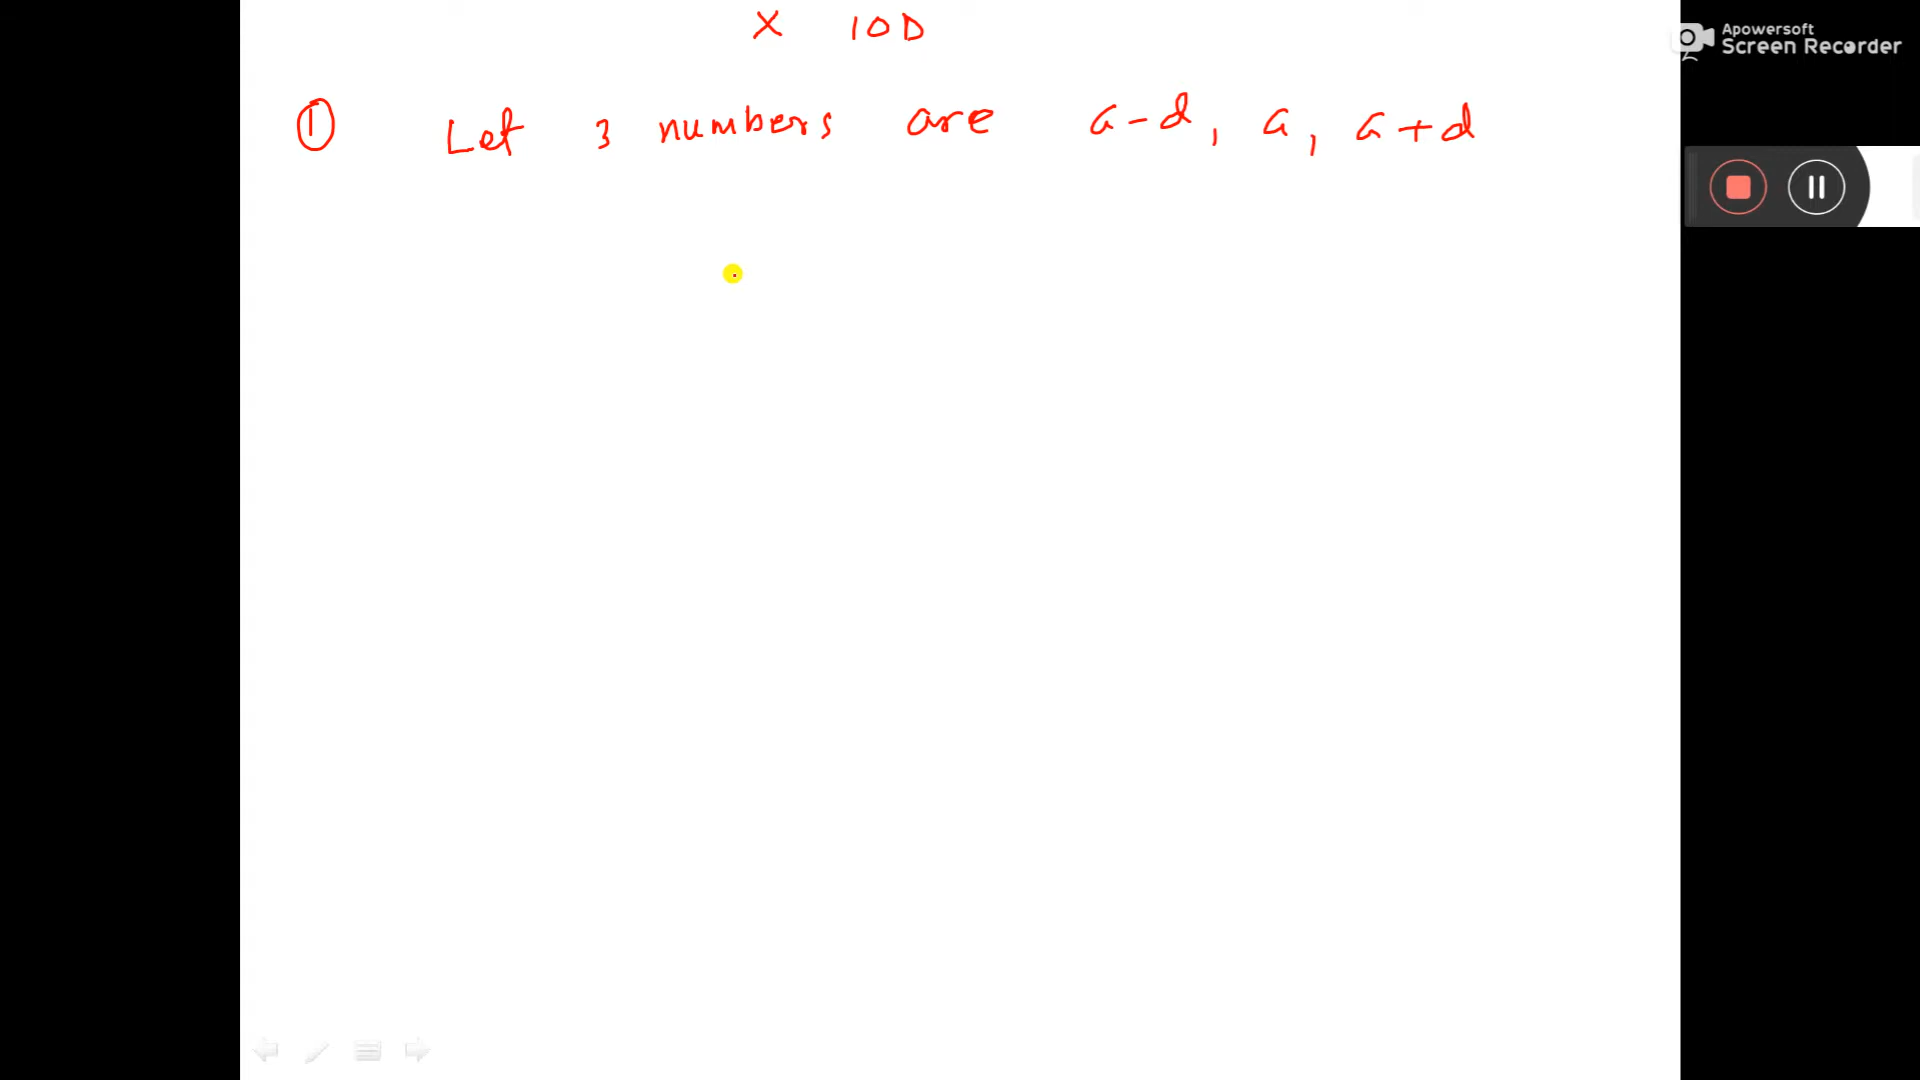 X 10D
Apowersoft
Screen Recorder
① Let 3 numbers are a-d, a, a+d